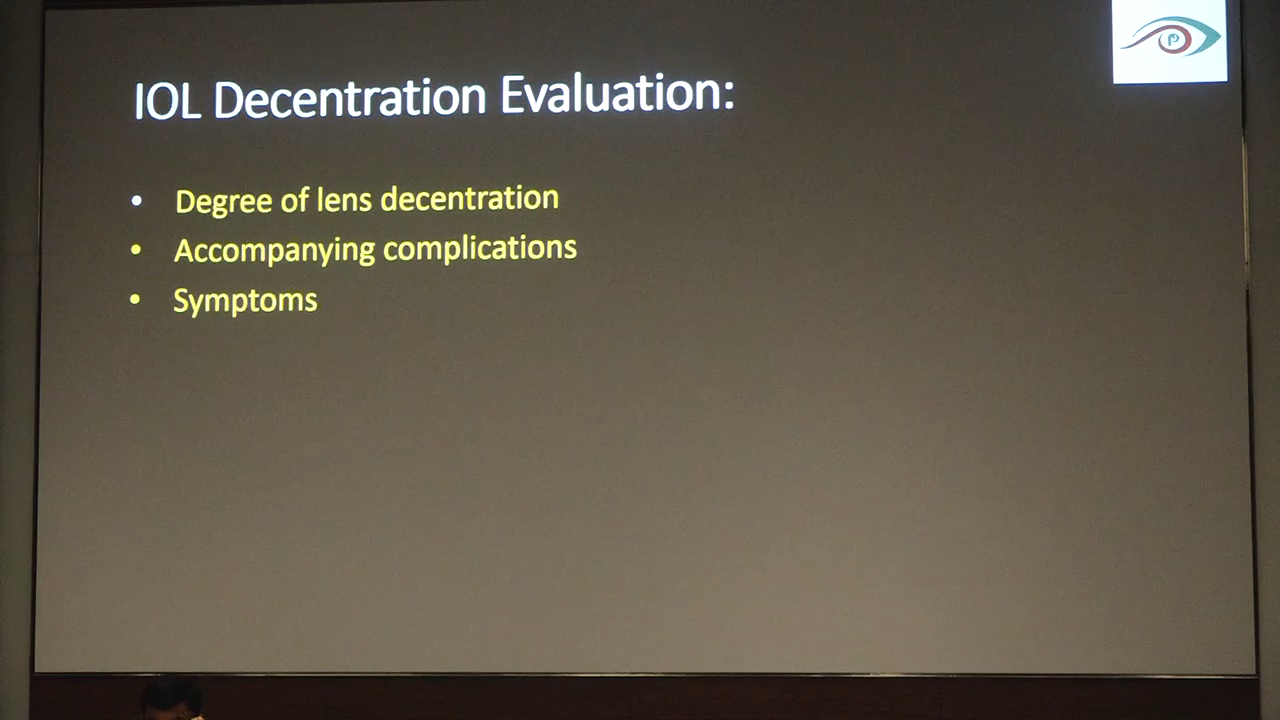 IOL Decentration Evaluation:
• Degree of lens decentration
• Accompanying complications
• Symptoms